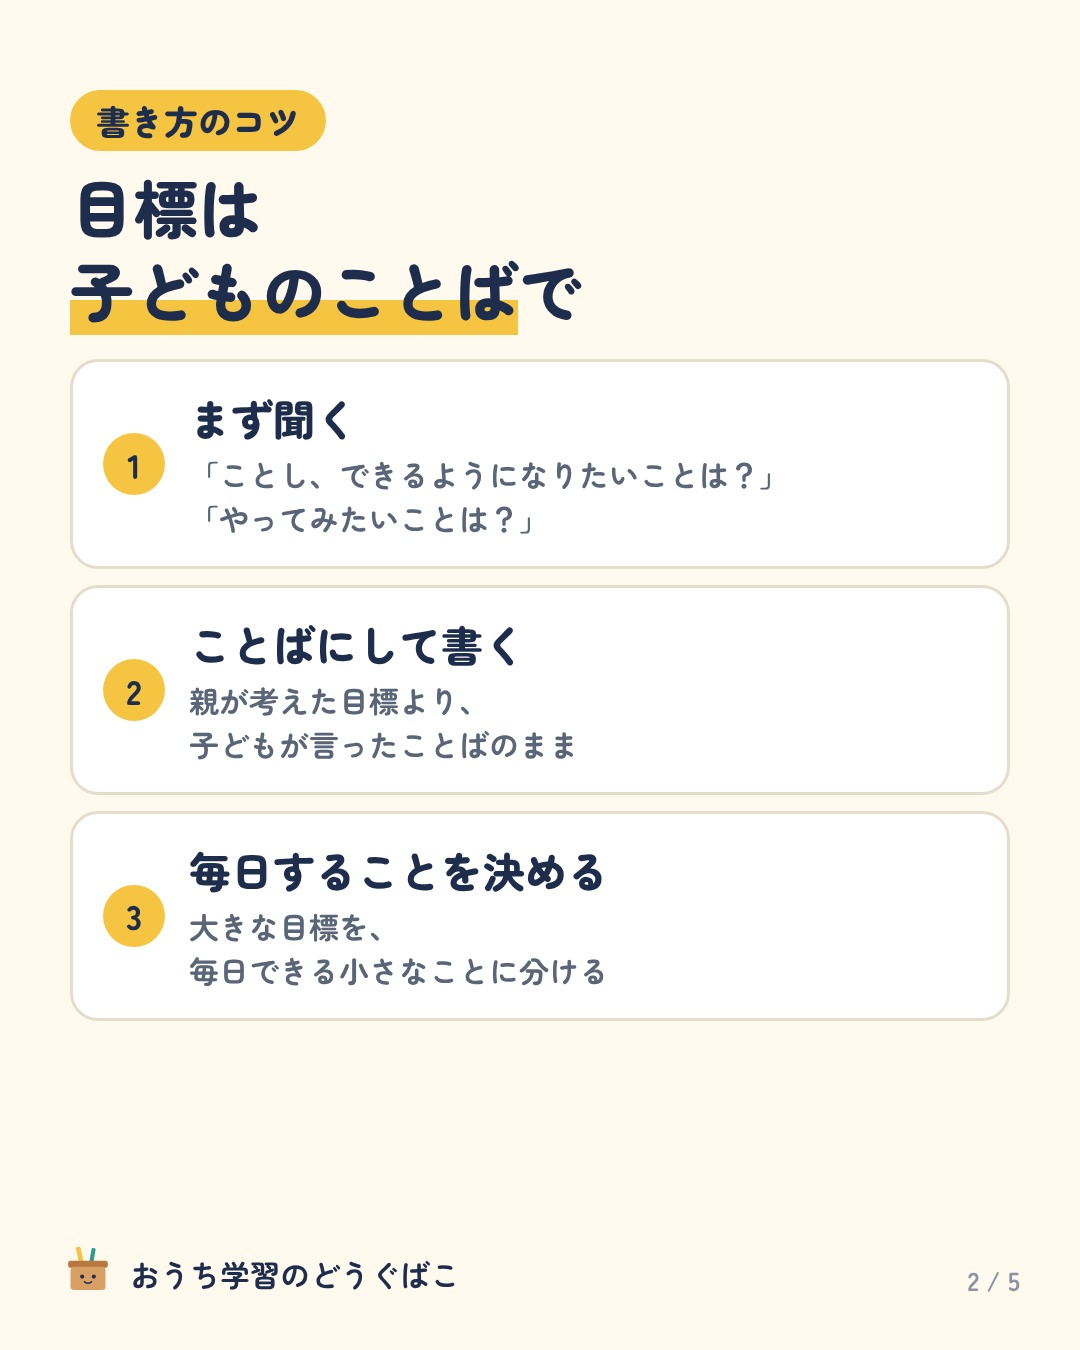 書き方のコツ
目標は
子どものことばで
1
まず聞く
「ことし、できるようになりたいことは？」
「やってみたいことは？」
2
ことばにして書く
親が考えた目標より、
子どもが言ったことばのまま
3
毎日することを決める
大きな目標を、
毎日できる小さなことに分ける
おうち学習のどうぐばこ
2 / 5